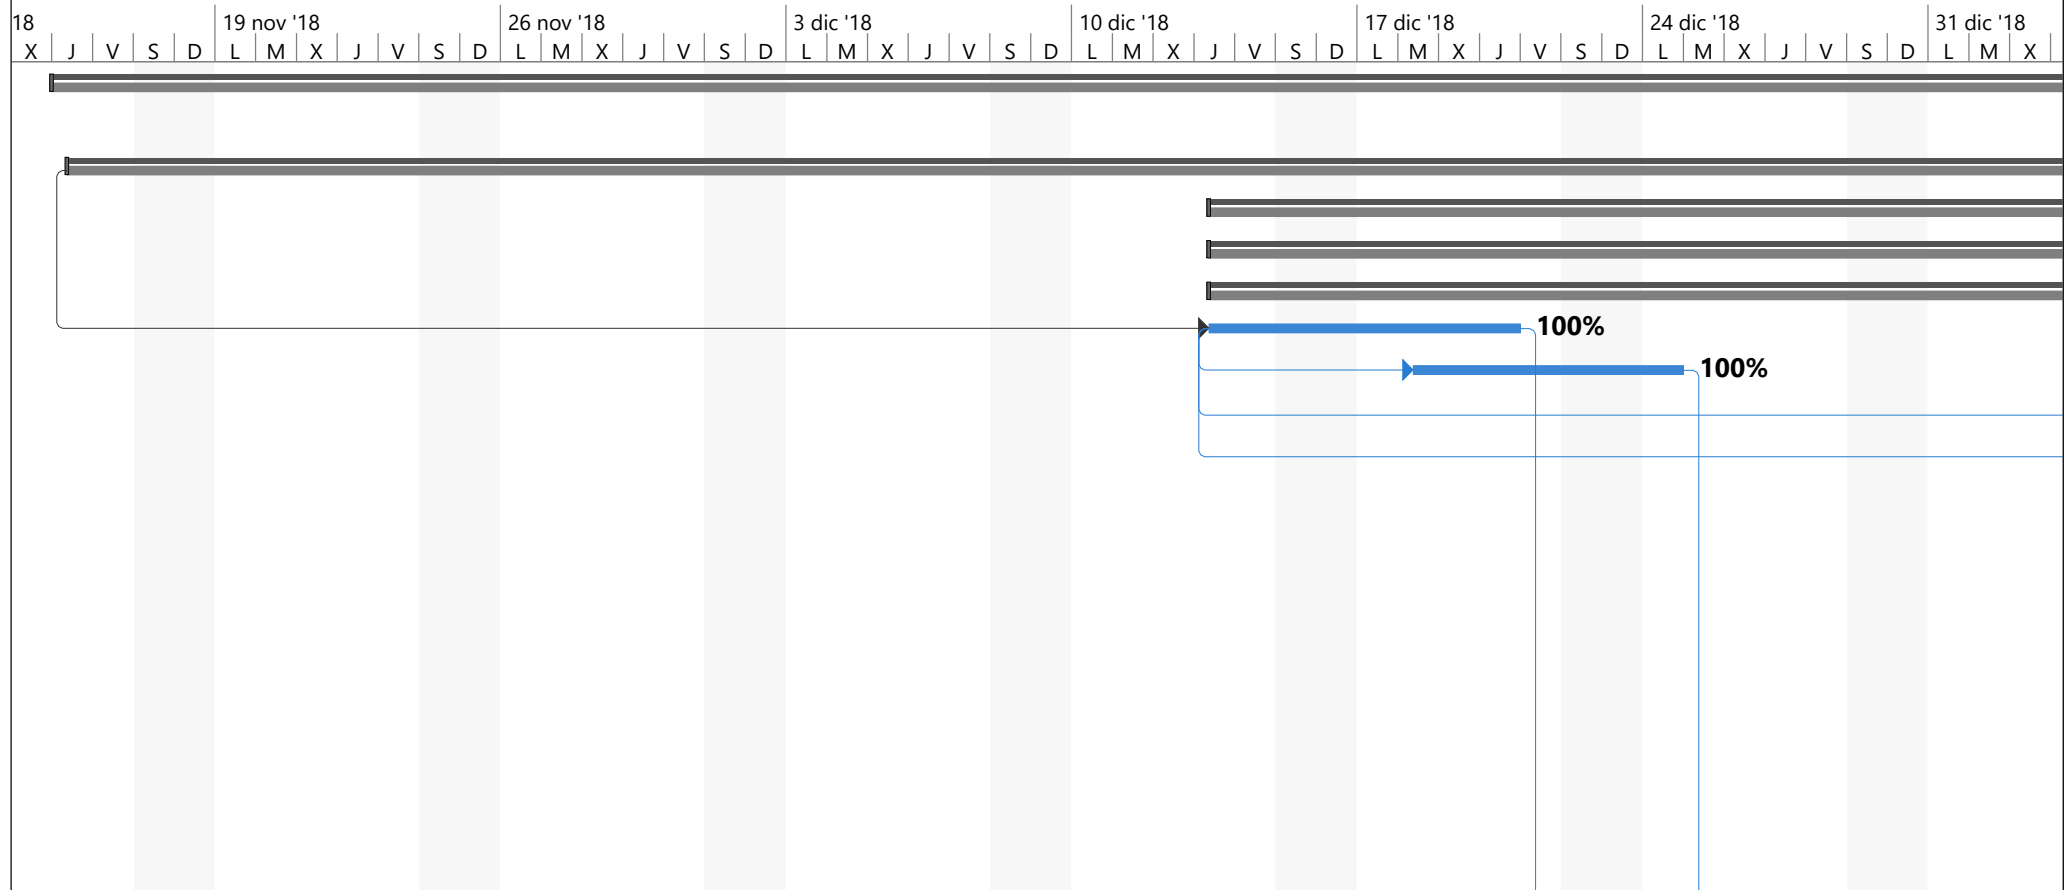 18 19 nov '18 26 nov '18 3 dic '18 10 dic '18 17 dic '18 24 dic '18 31 dic '18
X J V S D L M X J V S D L M X J V S D L M X J V S D L M X J V S D L M X J V S D L M X J V S D L M X
100%
100%